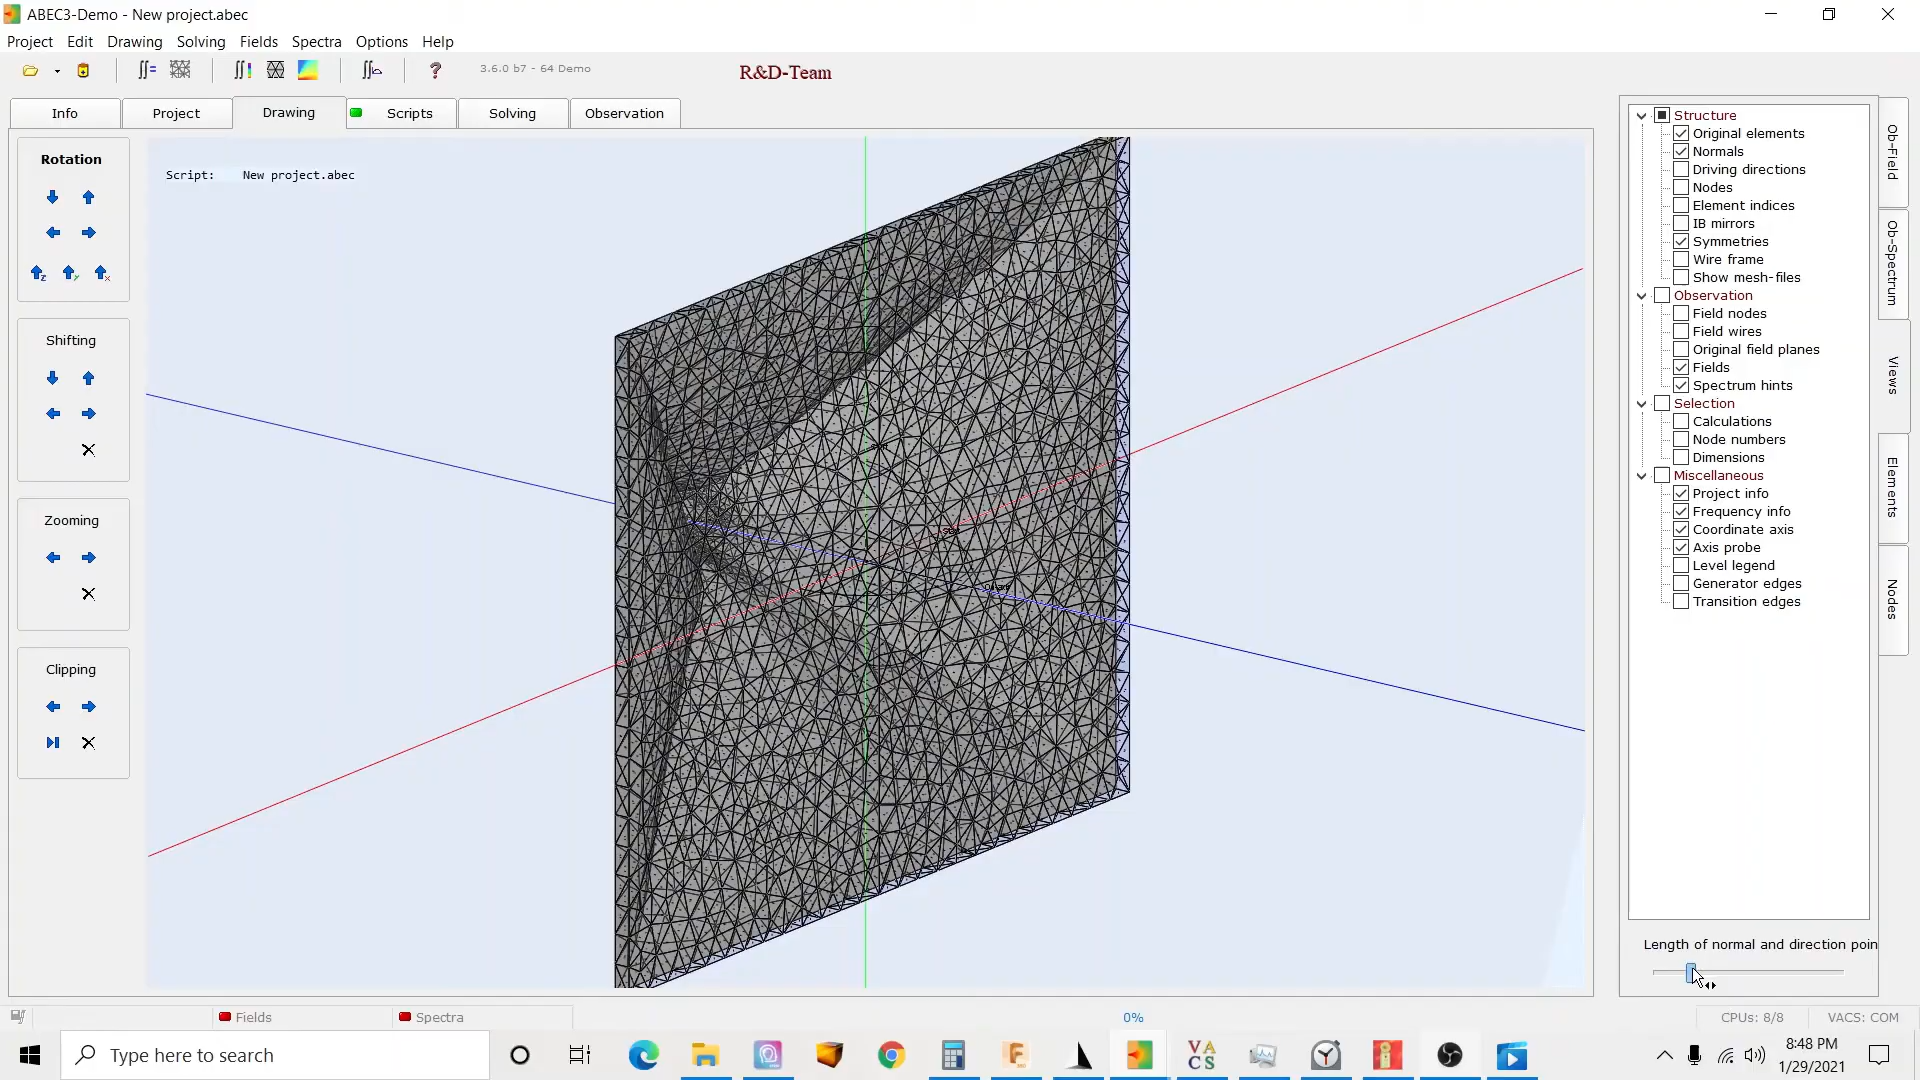 ABEC3-Demo - New project.abec
Project Edit Drawing Solving Fields Spectra Options Help
3.6.0 b7 - 64 Demo
R&D-Team
Info Project Drawing Scripts Solving Observation
Rotation
Script: New project.abec
Shifting
Zooming
Clipping
Structure
Original elements
Normals
Driving directions
Nodes
Element indices
IB mirrors
Symmetries
Wire frame
Show mesh-files
Observation
Field nodes
Field wires
Original field planes
Fields
Spectrum hints
Selection
Calculations
Node numbers
Dimensions
Miscellaneous
Project info
Frequency info
Coordinate axis
Axis probe
Level legend
Generator edges
Transition edges
Ob-Field
Ob-Spectrum
Views
Elements
Nodes
Length of normal and direction poin
Fields Spectra 0% CPUs: 8/8 VACS: COM
Type here to search
VA
CS
8:48 PM
1/29/2021